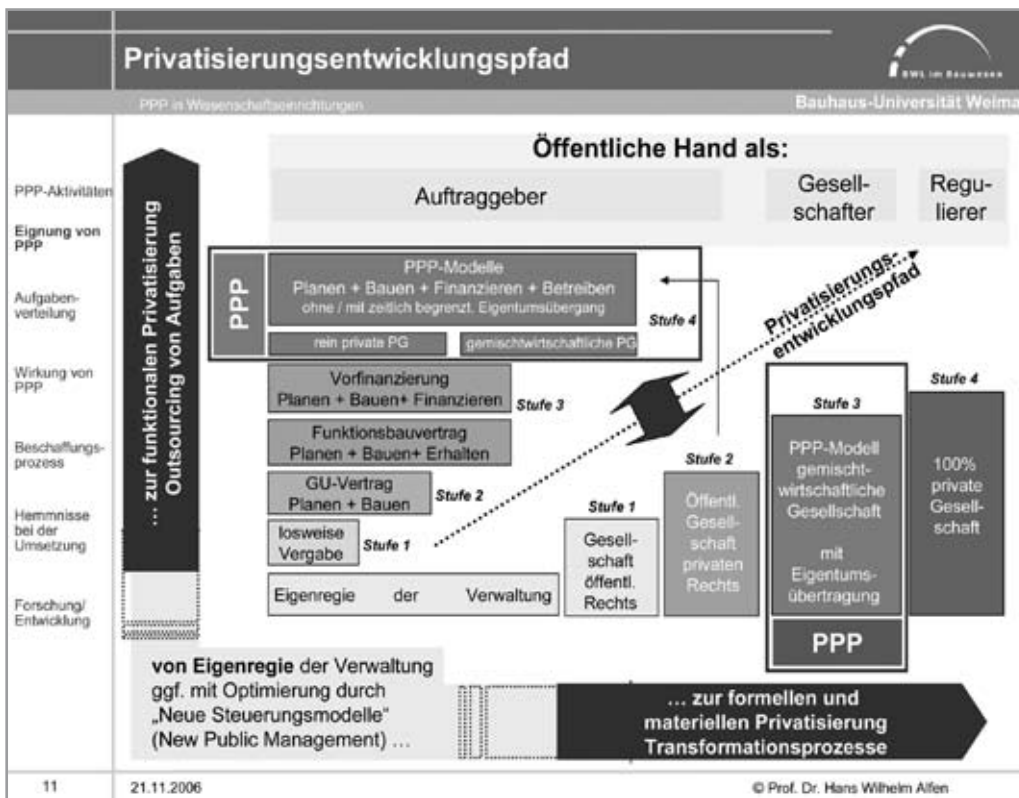 Privatisierungsentwicklungspfad
BWL im Bauwesen
PPP in Wissenschaftseinrichtungen
Bauhaus-Universität Weima
PPP-Aktivitäten
Eignung von
PPP
Aufgaben-
verteilung
Wirkung von
PPP
Beschaffungs-
prozess
Hemmnisse
bei der
Umsetzung
Forschung/
Entwicklung
... zur funktionalen Privatisierung
Outsourcing von Aufgaben
Öffentliche Hand als:
Auftraggeber
Gesell-
schafter
Regu-
lierer
PPP
PPP-Modelle
Planen + Bauen + Finanzieren + Betreiben
ohne / mit zeitlich begrenzt. Eigentumsübergang
Stufe 4
rein private PG
gemischtwirtschaftliche PG
Vorfinanzierung
Planen + Bauen+ Finanzieren
Stufe 3
Funktionsbauvertrag
Planen + Bauen+ Erhalten
GU-Vertrag
Planen + Bauen
Stufe 2
losweise
Vergabe
Stufe 1
Eigenregie der Verwaltung
Privatisierungs-
entwicklungspfad
Stufe 1
Gesell-
schaft
öffentl.
Rechts
Stufe 2
Öffentl.
Gesell-
schaft
privaten
Rechts
Stufe 3
PPP-Modell
gemischt-
wirtschaftliche
Gesellschaft
mit
Eigentums-
übertragung
PPP
Stufe 4
100%
private
Gesell-
schaft
von Eigenregie der Verwaltung
ggf. mit Optimierung durch
„Neue Steuerungsmodelle“
(New Public Management) ...
... zur formellen und
materiellen Privatisierung
Transformationsprozesse
11
21.11.2006
© Prof. Dr. Hans Wilhelm Alfen